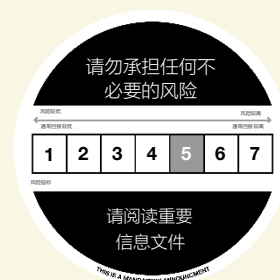 请勿承担任何不
必要的风险
风险较低 风险较高
通常回报较低 通常回报较高
1 2 3 4 5 6 7
风险指标
请阅读重要
信息文件
THIS IS A MANDATORY ANNOUNCMENT